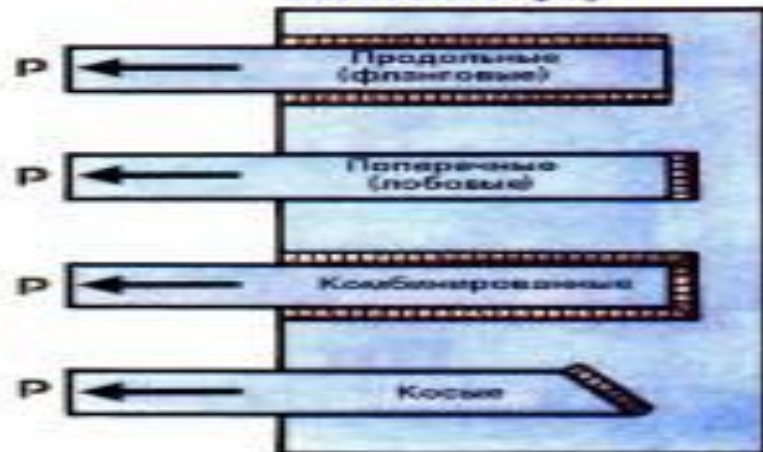 P
Продольные
(фланговые)
P
Поперечные
(лобовые)
P
Комбинированные
P
Косые